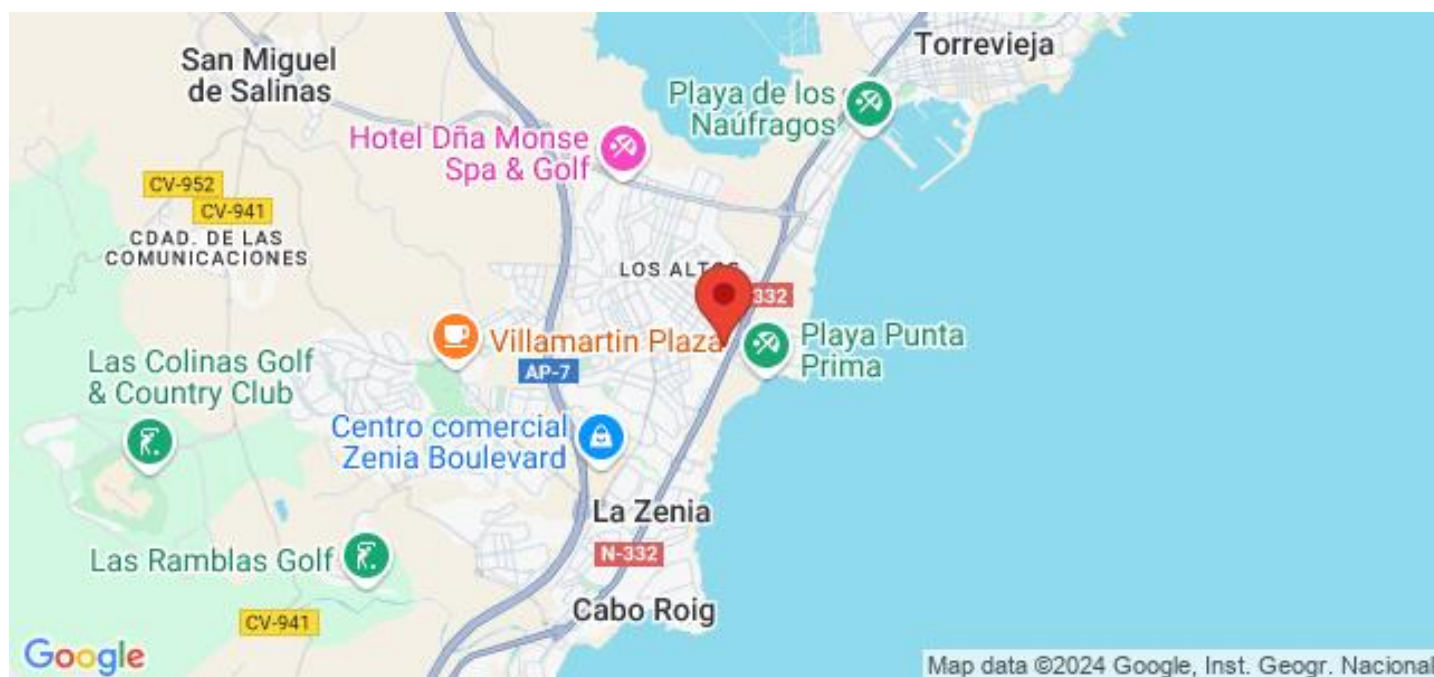 San Miguel
de Salinas
Torrevieja
Playa de los
Naúfragos
Hotel Dña Monse
Spa & Golf
CV-952
CV-941
CDAD. DE LAS
COMUNICACIONES
LOS ALTOS
332
Villamartin Plaza
Playa Punta
Prima
AP-7
Las Colinas Golf
& Country Club
Centro comercial
Zenia Boulevard
La Zenia
Las Ramblas Golf
N-332
Cabo Roig
CV-941
Google
Map data ©2024 Google, Inst. Geogr. Nacional